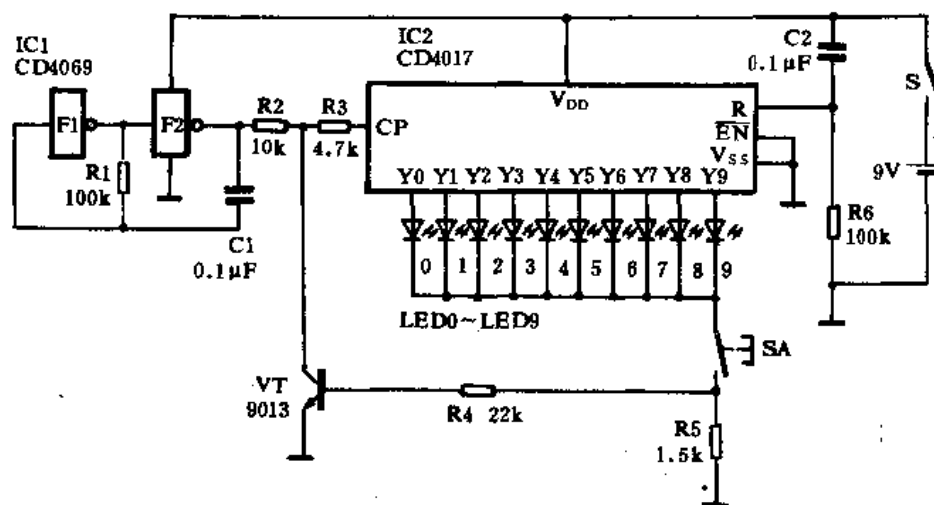 IC1
CD4069
F1
F2
R1
100k
C1
0.1μF
R2
10k
R3
4.7k
IC2
CD4017
VDD
CP
R
EN
VSS
Y0 Y1 Y2 Y3 Y4 Y5 Y6 Y7 Y8 Y9
0 1 2 3 4 5 6 7 8 9
LED0~LED9
C2
0.1μF
S
9V
R6
100k
SA
VT
9013
R4 22k
R5
1.5k